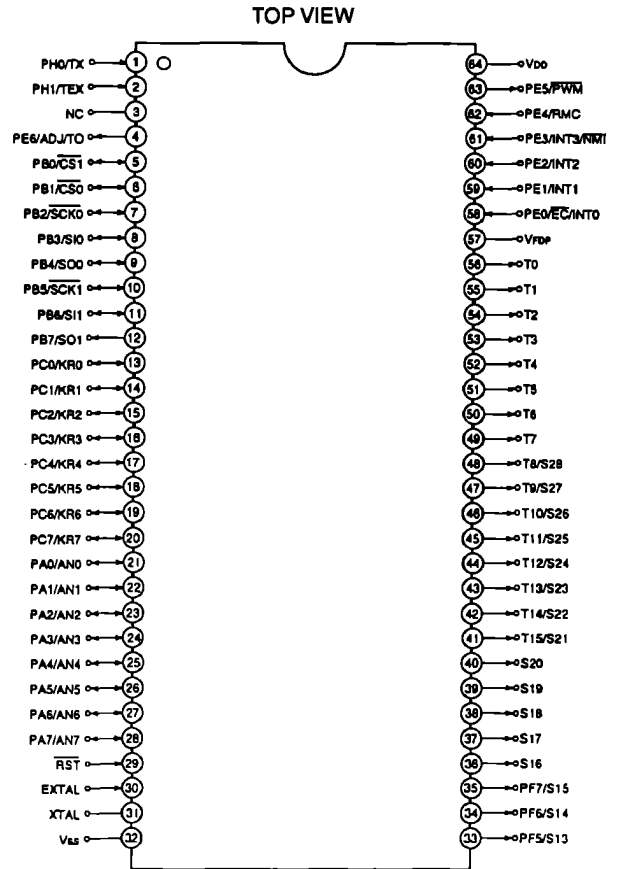 TOP VIEW
PH0/TX 1 64 VDD
PH1/TEX 2 63 PE5/PWM
NC 3 62 PE4/RMC
PE6/ADJ/TO 4 61 PE3/INT3/NMI
PB0/CS1 5 60 PE2/INT2
PB1/CS0 6 59 PE1/INT1
PB2/SCK0 7 58 PE0/EC/INT0
PB3/SI0 8 57 VFDP
PB4/SO0 9 56 T0
PB5/SCK1 10 55 T1
PB6/SI1 11 54 T2
PB7/SO1 12 53 T3
PC0/KR0 13 52 T4
PC1/KR1 14 51 T5
PC2/KR2 15 50 T6
PC3/KR3 16 49 T7
PC4/KR4 17 48 T8/S28
PC5/KR5 18 47 T9/S27
PC6/KR6 19 46 T10/S26
PC7/KR7 20 45 T11/S25
PA0/AN0 21 44 T12/S24
PA1/AN1 22 43 T13/S23
PA2/AN2 23 42 T14/S22
PA3/AN3 24 41 T15/S21
PA4/AN4 25 40 S20
PA5/AN5 26 39 S19
PA6/AN6 27 38 S18
PA7/AN7 28 37 S17
RST 29 36 S16
EXTAL 30 35 PF7/S15
XTAL 31 34 PF6/S14
VSS 32 33 PF5/S13